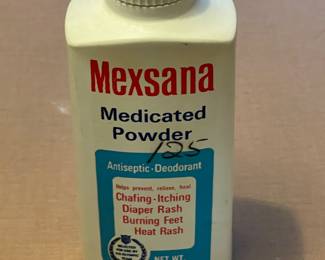 Mexsana
Medicated
Powder
125
Antiseptic·Deodorant
Helps prevent, relieve, heal
Chafing·Itching
Diaper Rash
Burning Feet
Heat Rash
NET WT